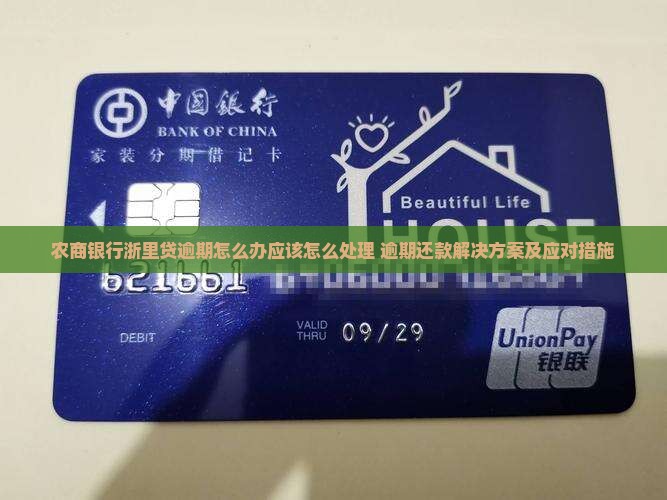 中国银行
BANK OF CHINA
家装分期借记卡
Beautiful Life
HOUSE
农商银行浙里贷逾期怎么办应该怎么处理 逾期还款解决方案及应对措施
621661
DEBIT
VALID
THRU
09/29
UnionPay
银联